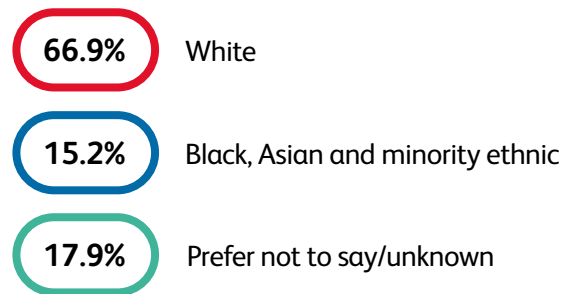 66.9% White
15.2% Black, Asian and minority ethnic
17.9% Prefer not to say/unknown